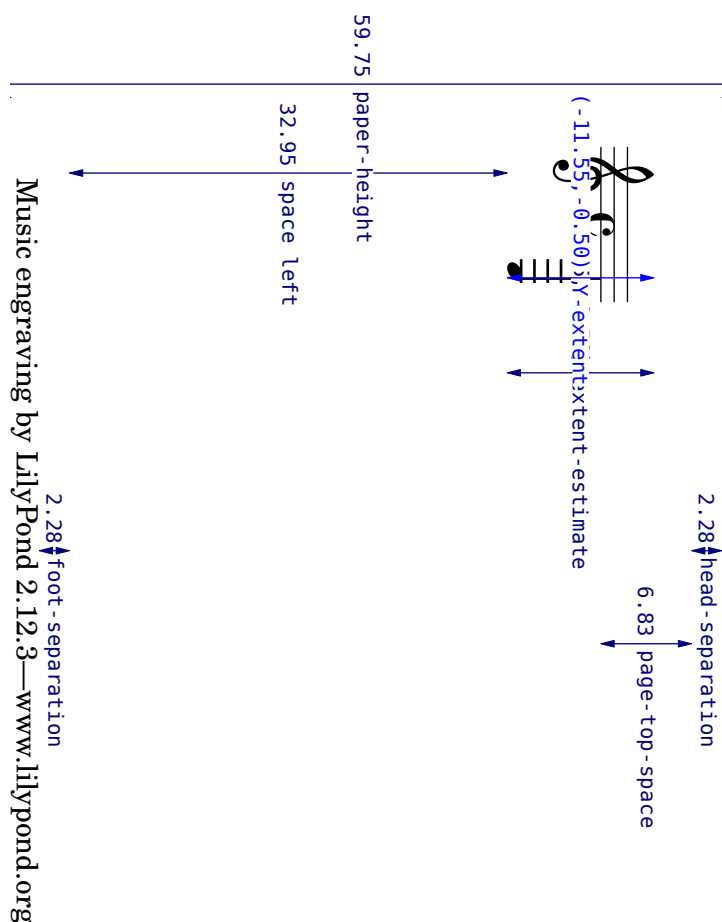 2.28 head-separation
6.83 page-top-space
(-11.55,-0.50)
Y-extent
extent-estimate
59.75 paper-height
32.95 space left
2.28 foot-separation
Music engraving by LilyPond 2.12.3—www.lilypond.org